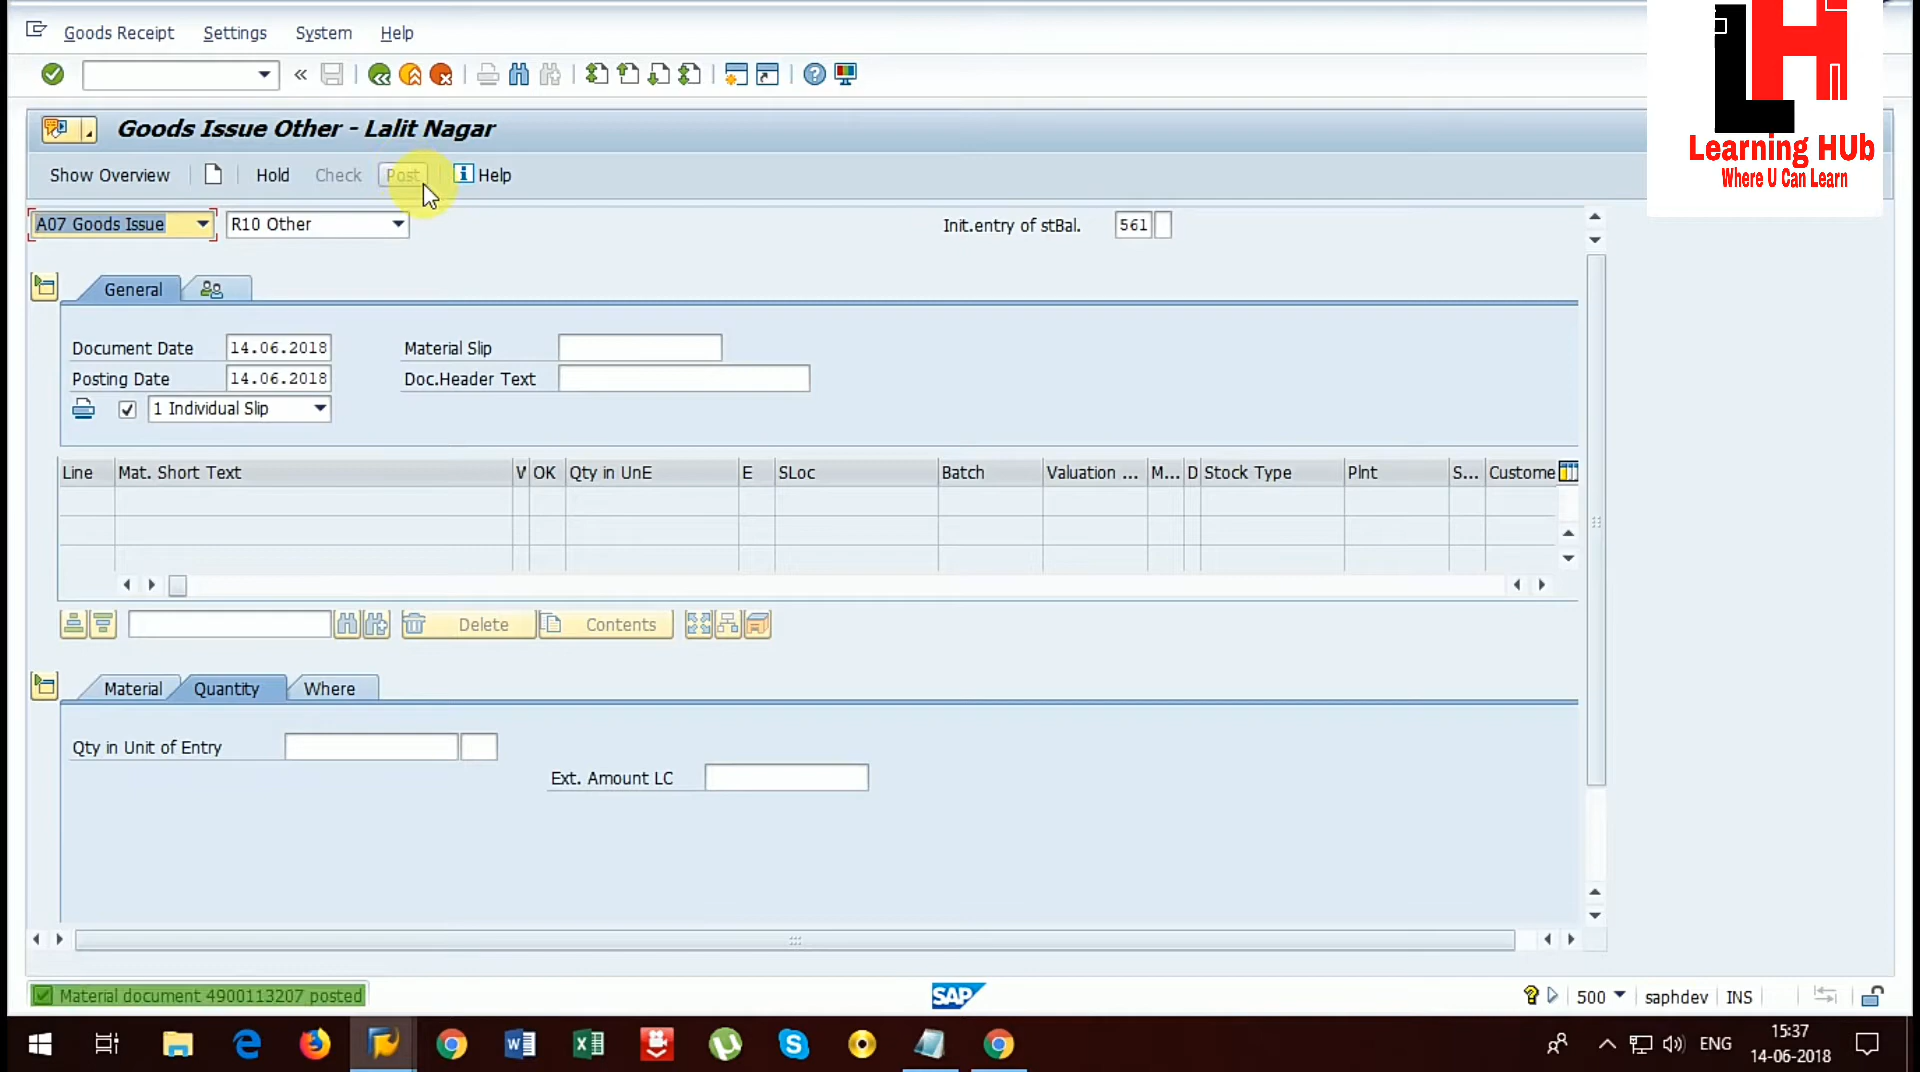 Goods Receipt Settings System Help
Goods Issue Other - Lalit Nagar
Learning HUb
Where U Can Learn
Show Overview Hold Check Post Help
A07 Goods Issue R10 Other Init.entry of stBal. 561
General
Document Date 14.06.2018 Material Slip
Posting Date 14.06.2018 Doc.Header Text
1 Individual Slip
Line Mat. Short Text W OK Qty in UnE E SLoc Batch Valuation ... M... D Stock Type Plnt S... Custome
Delete Contents
Material Quantity Where
Qty in Unit of Entry
Ext. Amount LC
Material document 4900113207 posted SAP 500 saphdev INS
ENG 15:37
14-06-2018